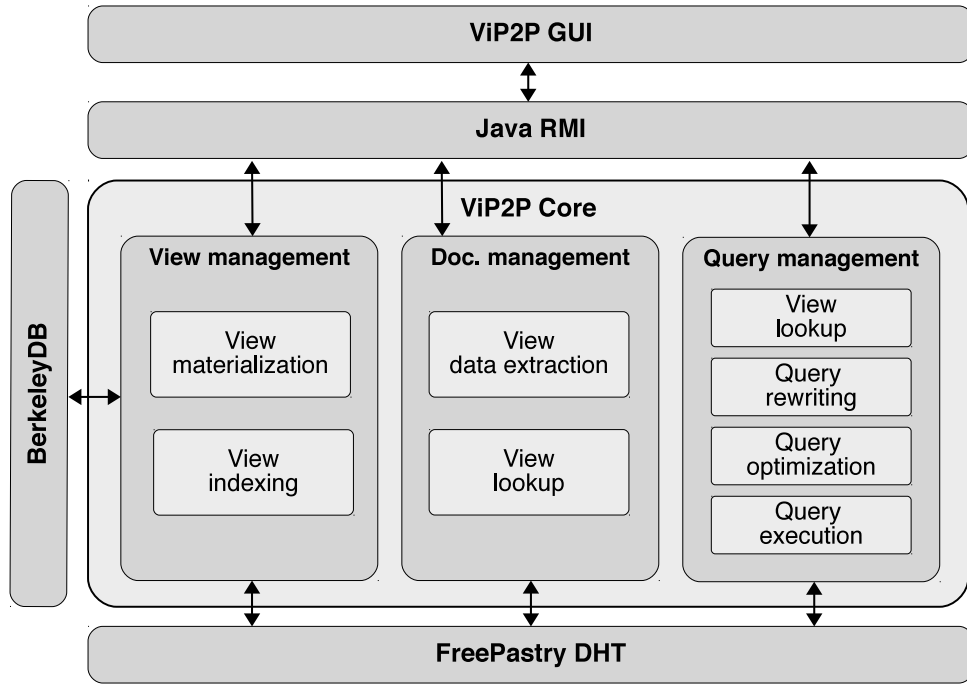 ViP2P GUI
Java RMI
BerkeleyDB
ViP2P Core
View management
View
materialization
View
indexing
Doc. management
View
data extraction
View
lookup
Query management
View
lookup
Query
rewriting
Query
optimization
Query
execution
FreePastry DHT